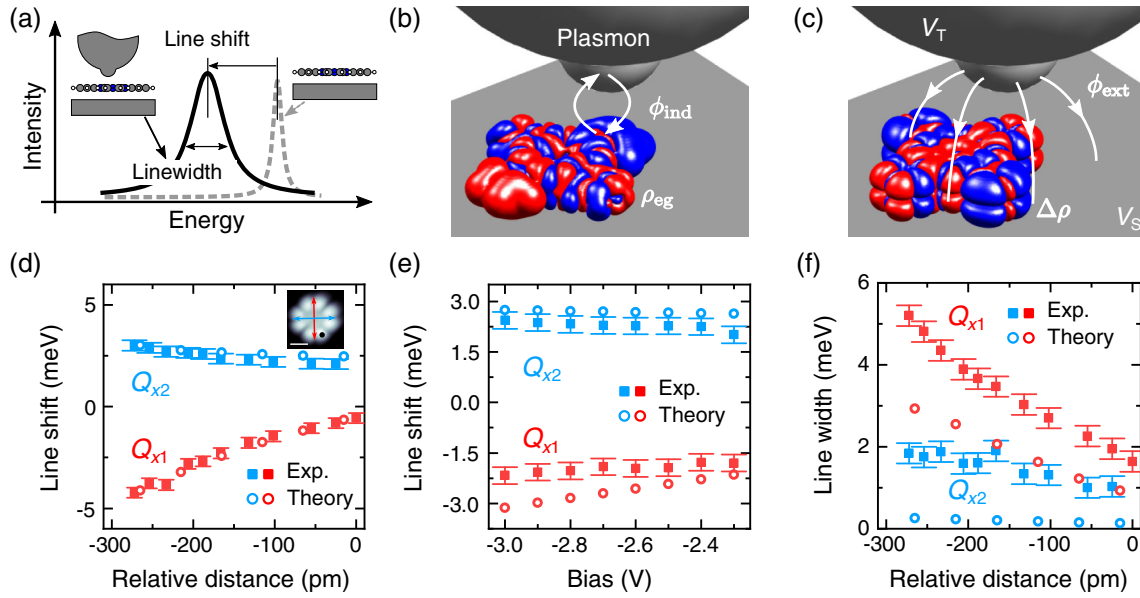 (a)
Line shift
Intensity
Linewidth
Energy
(b)
Plasmon
ϕind
ρeg
(c)
VT
ϕext
Δρ
VS
(d)
5
0
-5
Line shift (meV)
Qx2
Qx1
Exp.
Theory
-300 -200 -100 0
Relative distance (pm)
(e)
3.0
1.5
0.0
-1.5
-3.0
Line shift (meV)
Qx2
Exp.
Theory
Qx1
-3.0 -2.8 -2.6 -2.4
Bias (V)
(f)
6
4
2
0
Line width (meV)
Qx1
Exp.
Theory
Qx2
-300 -200 -100 0
Relative distance (pm)